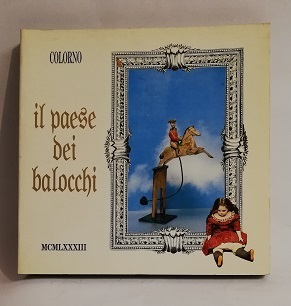 COLORNO
il paese
dei
balocchi
MCMLXXXIII